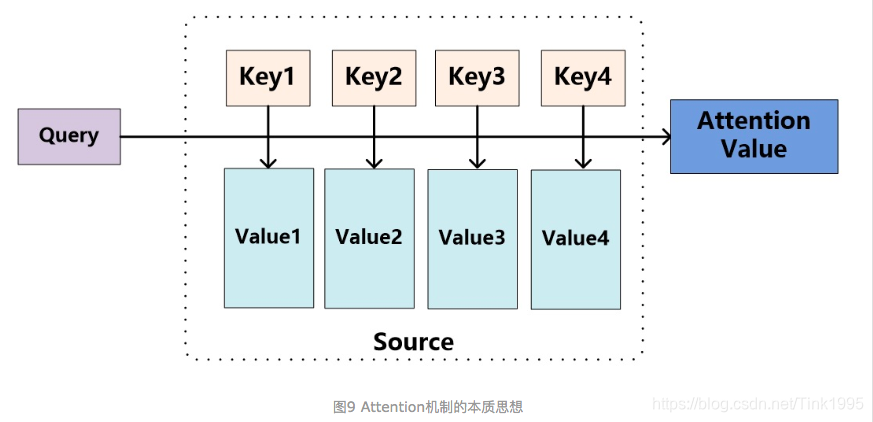 Key1 Key2 Key3 Key4
Query
Attention
Value
Value1 Value2 Value3 Value4
Source
图9 Attention机制的本质思想
https://blog.csdn.net/Tink1995